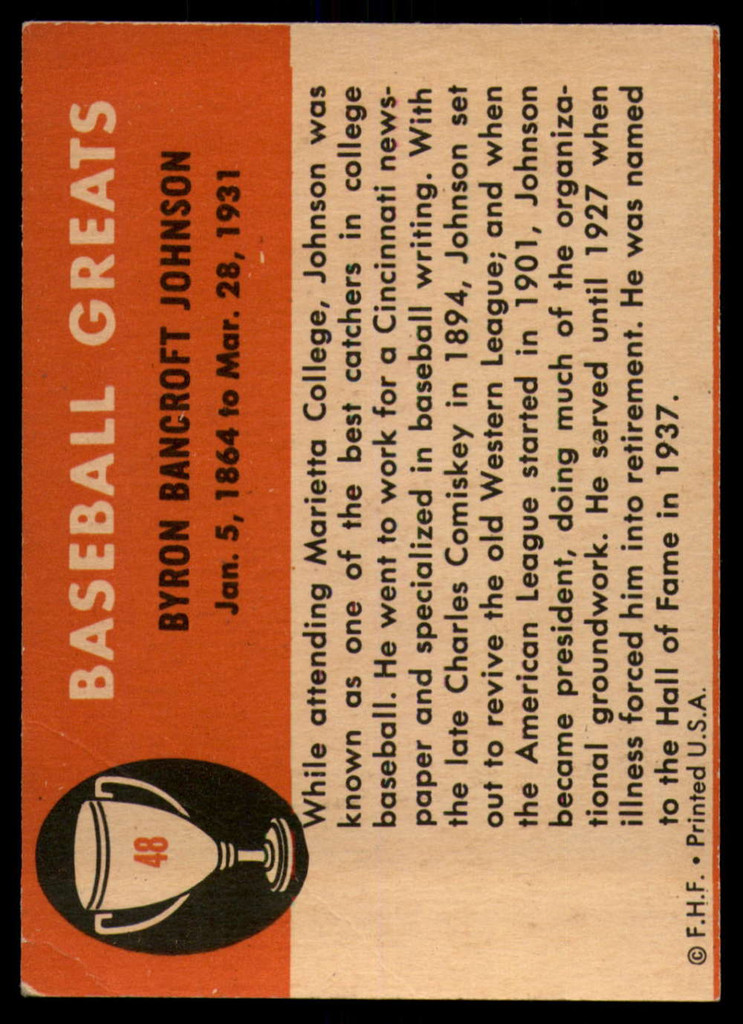 BASEBALL GREATS
48
BYRON BANCROFT JOHNSON
Jan. 5, 1864 to Mar. 28, 1931
While attending Marietta College, Johnson was
known as one of the best catchers in college
baseball. He went to work for a Cincinnati news-
paper and specialized in baseball writing. With
the late Charles Comiskey in 1894, Johnson set
out to revive the old Western League; and when
the American League started in 1901, Johnson
became president, doing much of the organiza-
tional groundwork. He served until 1927 when
illness forced him into retirement. He was named
to the Hall of Fame in 1937.
© F.H.F. • Printed U.S.A.